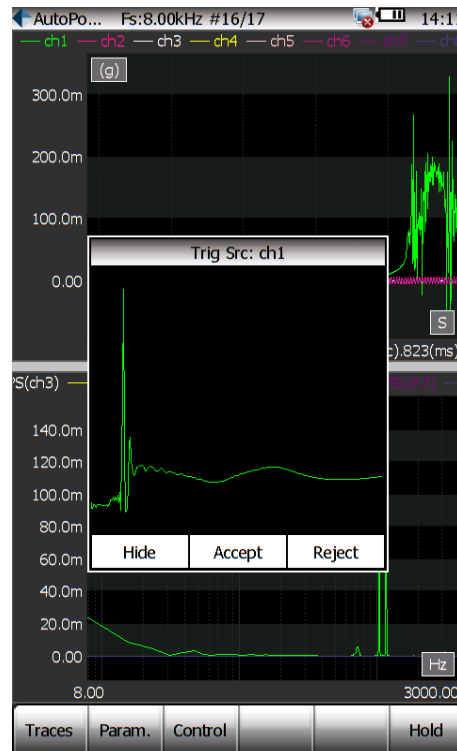 AutoPo... Fs:8.00kHz #16/17 14:1
ch1 ch2 ch3 ch4 ch5 ch6 ch7
(g)
300.0m
200.0m
100.0m
Trig Src: ch1
0.00
S
.823(ms)
PS(ch3) PS(ch7)
140.0m
120.0m
100.0m
80.0m
Hide Accept Reject
60.0m
40.0m
20.0m
0.00
Hz
8.00 3000.00
Traces Param. Control Hold